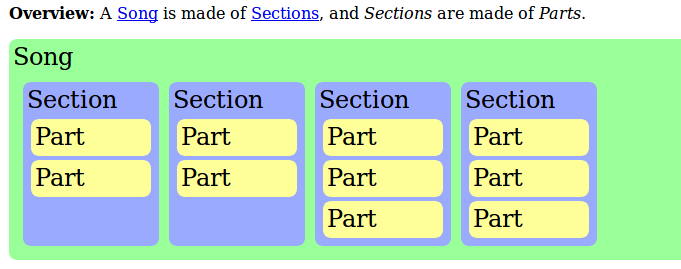 Overview: A Song is made of Sections, and Sections are made of Parts.
Song
Section Section Section Section
Part Part Part Part
Part Part Part Part
Part Part